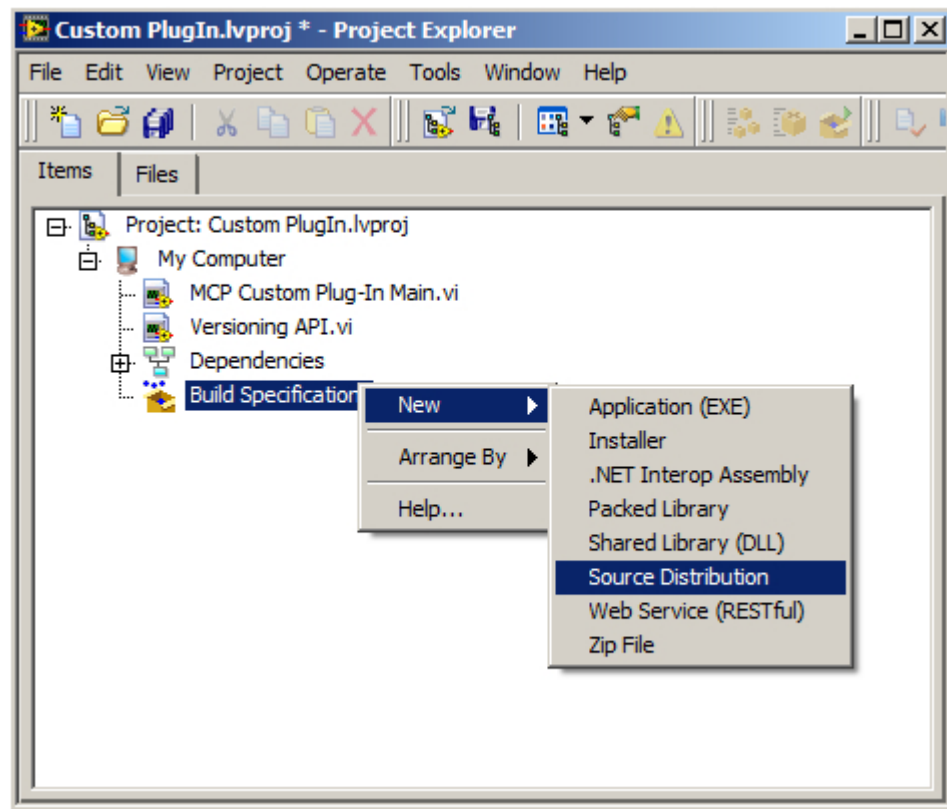 Custom PlugIn.lvproj * - Project Explorer
File Edit View Project Operate Tools Window Help
Items Files
Project: Custom PlugIn.lvproj
My Computer
MCP Custom Plug-In Main.vi
Versioning API.vi
Dependencies
Build Specification
New
Arrange By
Help...
Application (EXE)
Installer
.NET Interop Assembly
Packed Library
Shared Library (DLL)
Source Distribution
Web Service (RESTful)
Zip File